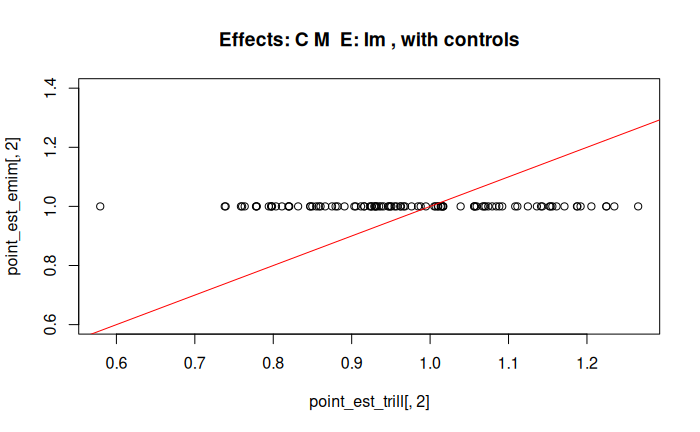 Effects: C M  E: Im , with controls
point_est_emim[, 2]
1.4
1.2
1.0
0.8
0.6
0.6 0.7 0.8 0.9 1.0 1.1 1.2
point_est_trill[, 2]